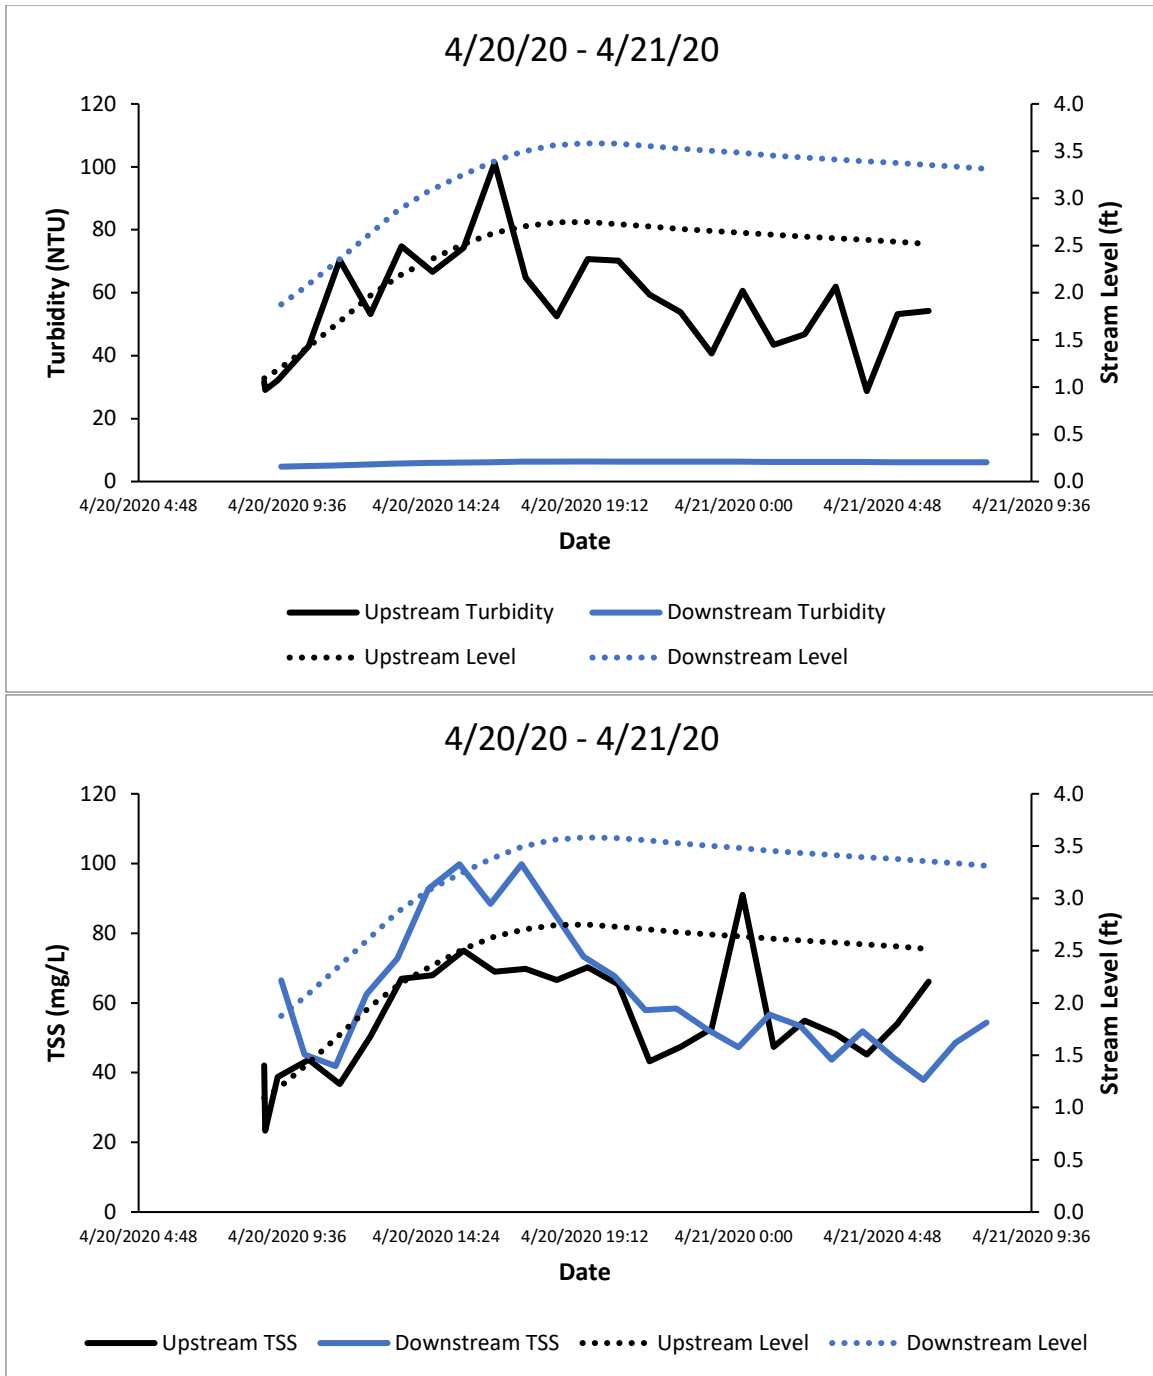 4/20/20 - 4/21/20
120
100
80
60
40
20
0
Turbidity (NTU)
4.0
3.5
3.0
2.5
2.0
1.5
1.0
0.5
0.0
Stream Level (ft)
4/20/2020 4:48 4/20/2020 9:36 4/20/2020 14:24 4/20/2020 19:12 4/21/2020 0:00 4/21/2020 4:48 4/21/2020 9:36
Date
Upstream Turbidity Downstream Turbidity
Upstream Level Downstream Level
4/20/20 - 4/21/20
120
100
80
60
40
20
0
TSS (mg/L)
4.0
3.5
3.0
2.5
2.0
1.5
1.0
0.5
0.0
Stream Level (ft)
4/20/2020 4:48 4/20/2020 9:36 4/20/2020 14:24 4/20/2020 19:12 4/21/2020 0:00 4/21/2020 4:48 4/21/2020 9:36
Date
Upstream TSS Downstream TSS Upstream Level Downstream Level